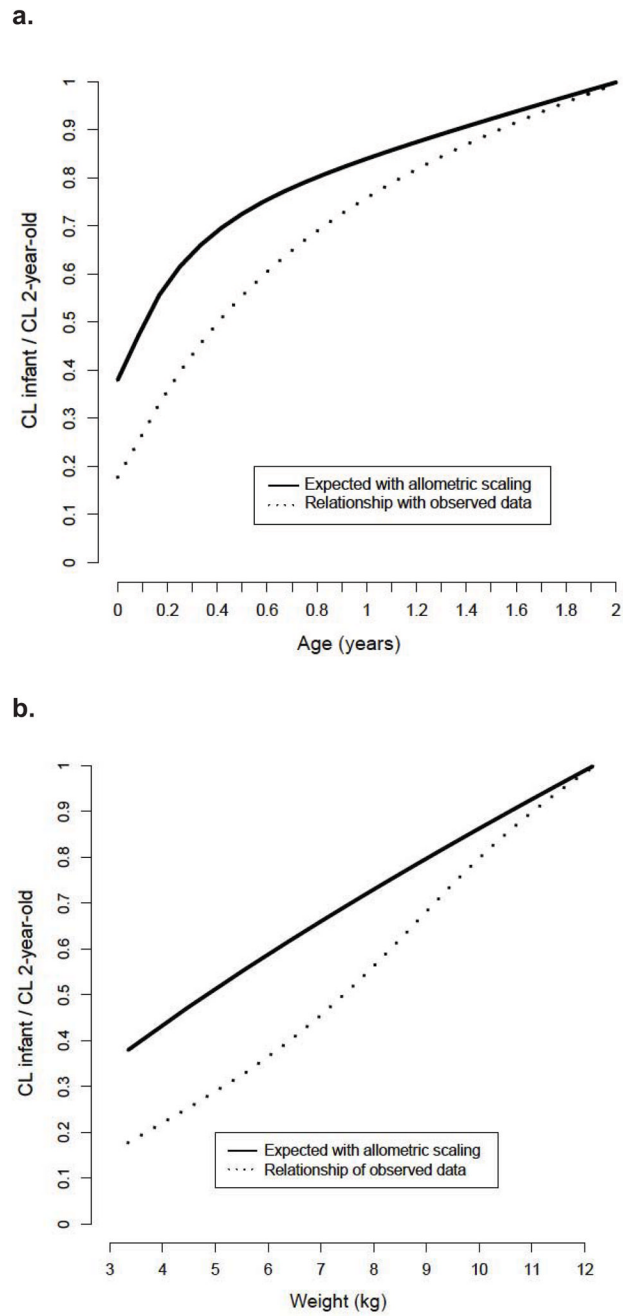 a.
CL infant / CL 2-year-old
1
0.9
0.8
0.7
0.6
0.5
0.4
0.3
0.2
0.1
0
Expected with allometric scaling
Relationship with observed data
0 0.2 0.4 0.6 0.8 1 1.2 1.4 1.6 1.8 2
Age (years)
b.
CL infant / CL 2-year-old
1
0.9
0.8
0.7
0.6
0.5
0.4
0.3
0.2
0.1
0
Expected with allometric scaling
Relationship of observed data
3 4 5 6 7 8 9 10 11 12
Weight (kg)